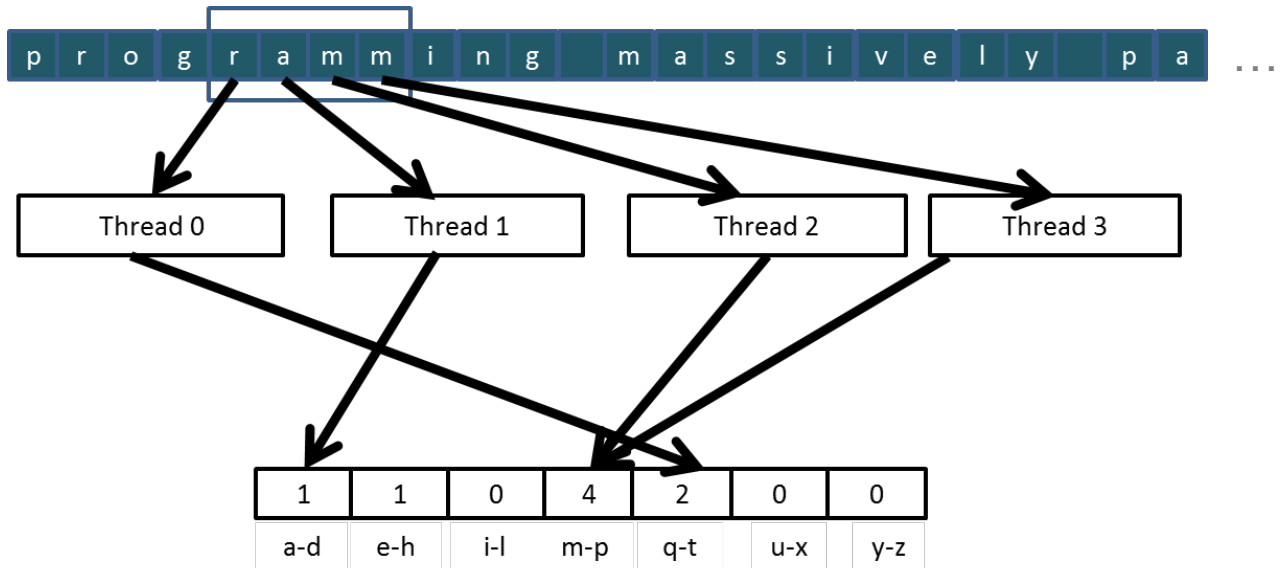 p r o g r a m m i n g m a s s i v e l y p a ...
Thread 0 Thread 1 Thread 2 Thread 3
1 1 0 4 2 0 0
a-d e-h i-l m-p q-t u-x y-z